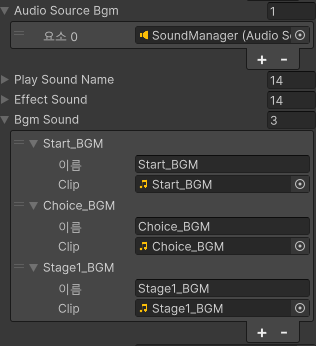 Audio Source Bgm 1
요소 0 SoundManager (Audio S
Play Sound Name 14
Effect Sound 14
Bgm Sound 3
Start_BGM
이름 Start_BGM
Clip Start_BGM
Choice_BGM
이름 Choice_BGM
Clip Choice_BGM
Stage1_BGM
이름 Stage1_BGM
Clip Stage1_BGM